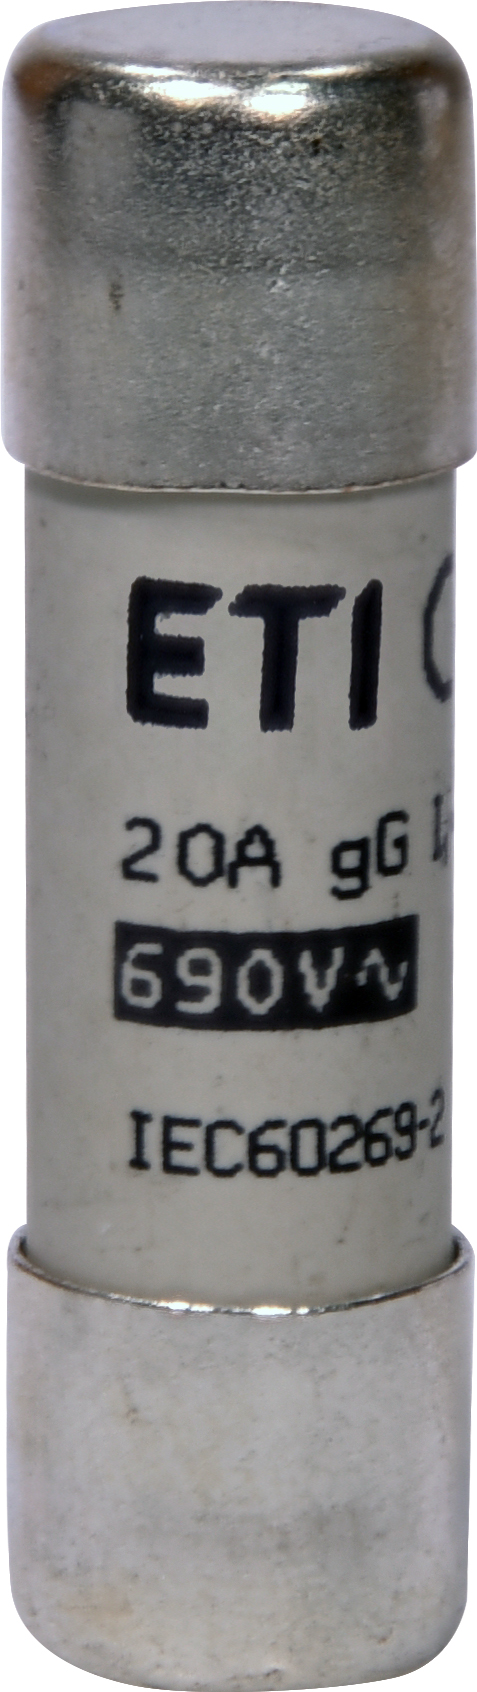 ETI
20A gG
690V~
IEC60269-2